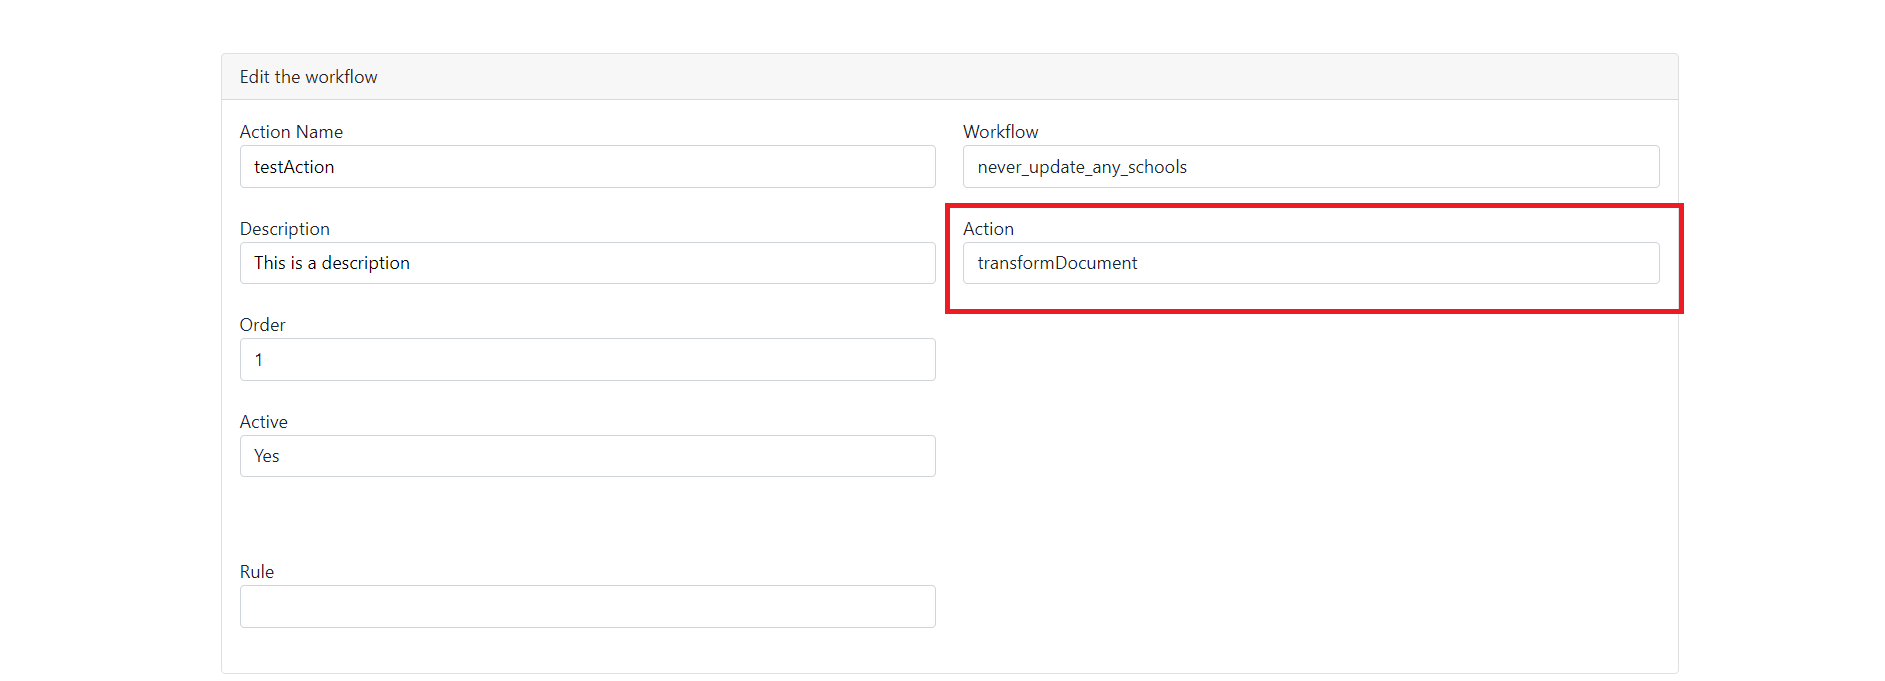 Edit the workflow
Action Name
testAction
Workflow
never_update_any_schools
Description
This is a description
Action
transformDocument
Order
1
Active
Yes
Rule